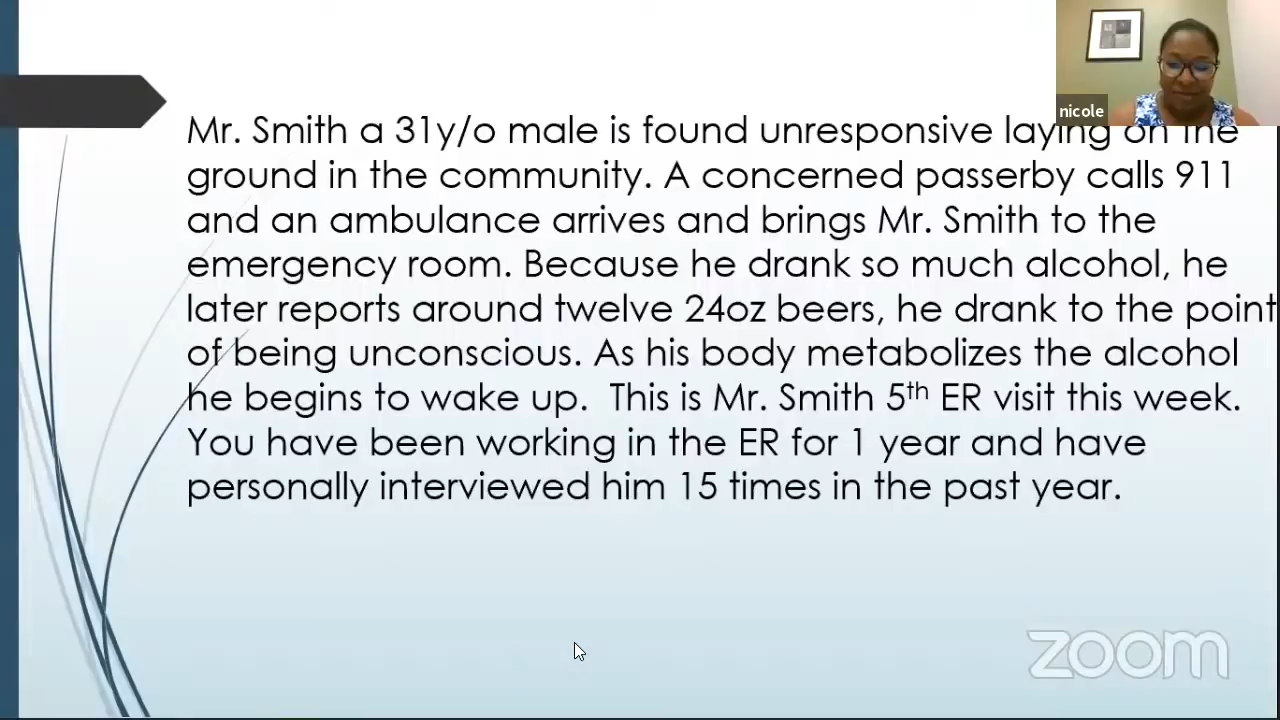 nicole
Mr. Smith a 31y/o male is found unresponsive laying on the
ground in the community. A concerned passerby calls 911
and an ambulance arrives and brings Mr. Smith to the
emergency room. Because he drank so much alcohol, he
later reports around twelve 24oz beers, he drank to the point
of being unconscious. As his body metabolizes the alcohol
he begins to wake up. This is Mr. Smith 5th ER visit this week.
You have been working in the ER for 1 year and have
personally interviewed him 15 times in the past year.
zoom